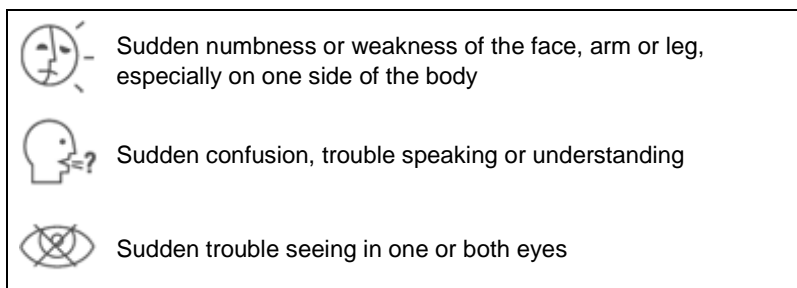 Sudden numbness or weakness of the face, arm or leg,
especially on one side of the body
=?
Sudden confusion, trouble speaking or understanding
Sudden trouble seeing in one or both eyes